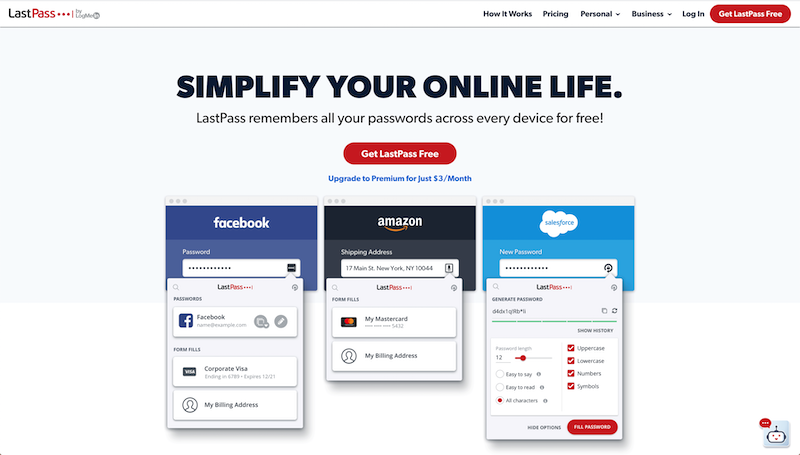 LastPass by LogMeIn
How It Works Pricing Personal Business Log In Get LastPass Free
SIMPLIFY YOUR ONLINE LIFE.
LastPass remembers all your passwords across every device for free!
Get LastPass Free
Upgrade to Premium for Just $3/Month
facebook
Password
LastPass
PASSWORDS
Facebook
name@example.com
FORM FILLS
VISA Corporate Visa
Ending in 6789 • Expires 12/21
My Billing Address
amazon
Shipping Address
17 Main St. New York, NY 10044
LastPass
FORM FILLS
My Mastercard
5432
My Billing Address
salesforce
New Password
LastPass
GENERATE PASSWORD
SHOW HISTORY
Password length
12
Easy to say
Easy to read
All characters
Uppercase
Lowercase
Numbers
Symbols
HIDE OPTIONS FILL PASSWORD